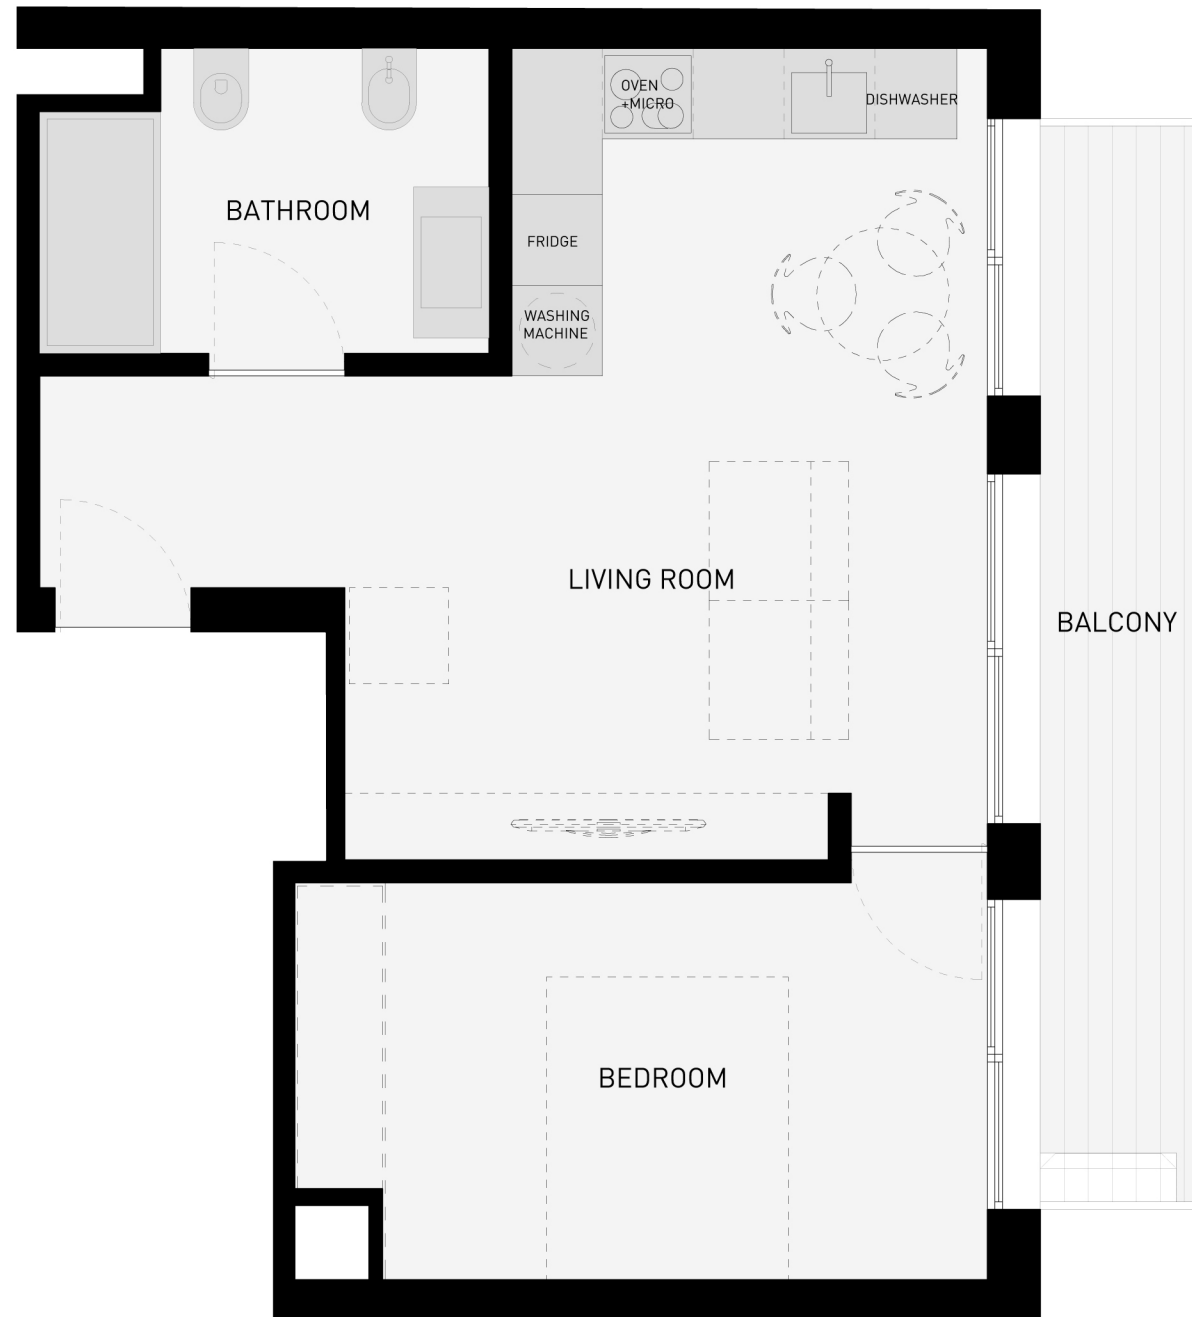 OVEN
+MICRO
DISHWASHER
BATHROOM
FRIDGE
WASHING
MACHINE
LIVING ROOM
BALCONY
BEDROOM